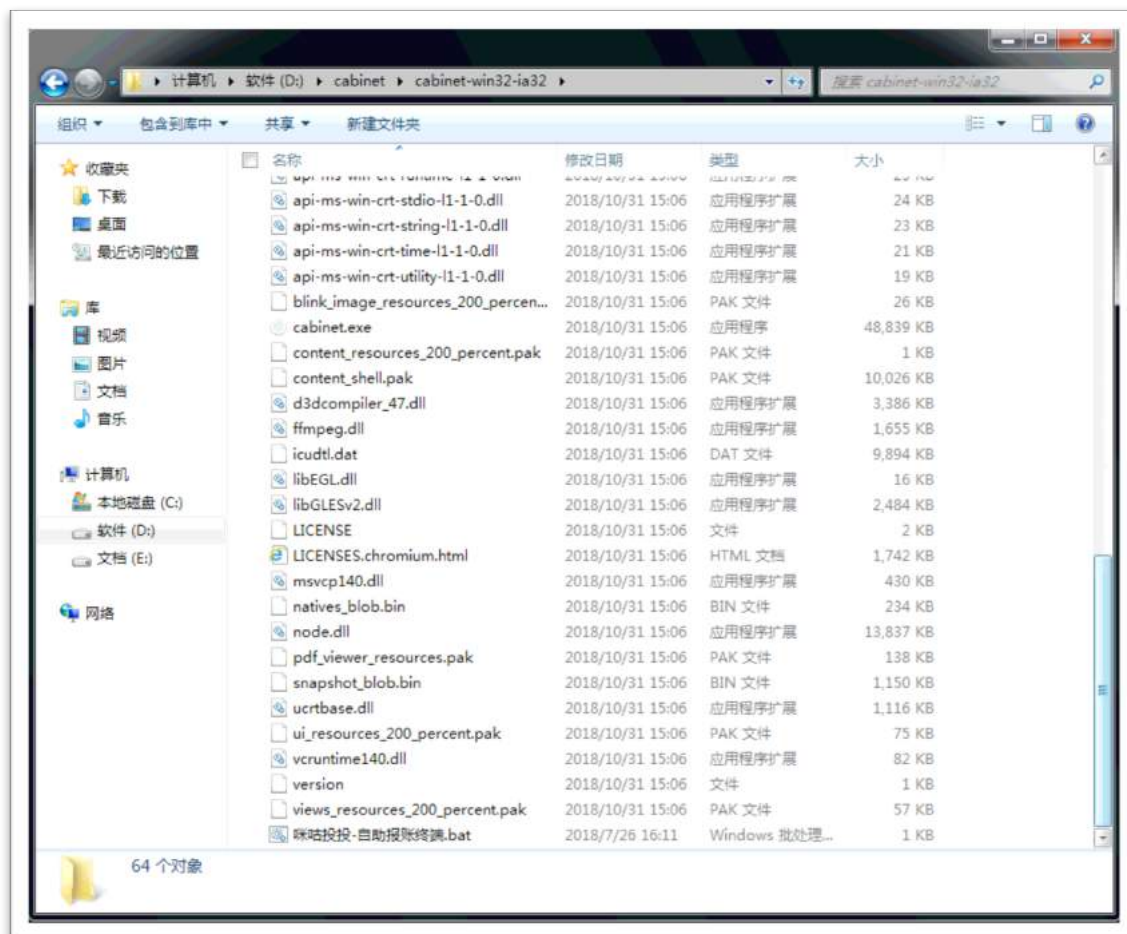 计算机 ▸ 软件 (D:) ▸ cabinet ▸ cabinet-win32-ia32 ▸
搜索 cabinet-win32-ia32
组织 包含到库中 共享 新建文件夹
收藏夹
下载
桌面
最近访问的位置
库
视频
图片
文档
音乐
计算机
本地磁盘 (C:)
软件 (D:)
文档 (E:)
网络
名称 修改日期 类型 大小
api-ms-win-crt-stdio-l1-1-0.dll 2018/10/31 15:06 应用程序扩展 24 KB
api-ms-win-crt-string-l1-1-0.dll 2018/10/31 15:06 应用程序扩展 23 KB
api-ms-win-crt-time-l1-1-0.dll 2018/10/31 15:06 应用程序扩展 21 KB
api-ms-win-crt-utility-l1-1-0.dll 2018/10/31 15:06 应用程序扩展 19 KB
blink_image_resources_200_percen... 2018/10/31 15:06 PAK 文件 26 KB
cabinet.exe 2018/10/31 15:06 应用程序 48,839 KB
content_resources_200_percent.pak 2018/10/31 15:06 PAK 文件 1 KB
content_shell.pak 2018/10/31 15:06 PAK 文件 10,026 KB
d3dcompiler_47.dll 2018/10/31 15:06 应用程序扩展 3,386 KB
ffmpeg.dll 2018/10/31 15:06 应用程序扩展 1,655 KB
icudtl.dat 2018/10/31 15:06 DAT 文件 9,894 KB
libEGL.dll 2018/10/31 15:06 应用程序扩展 16 KB
libGLESv2.dll 2018/10/31 15:06 应用程序扩展 2,484 KB
LICENSE 2018/10/31 15:06 文件 2 KB
LICENSES.chromium.html 2018/10/31 15:06 HTML 文档 1,742 KB
msvcp140.dll 2018/10/31 15:06 应用程序扩展 430 KB
natives_blob.bin 2018/10/31 15:06 BIN 文件 234 KB
node.dll 2018/10/31 15:06 应用程序扩展 13,837 KB
pdf_viewer_resources.pak 2018/10/31 15:06 PAK 文件 138 KB
snapshot_blob.bin 2018/10/31 15:06 BIN 文件 1,150 KB
ucrtbase.dll 2018/10/31 15:06 应用程序扩展 1,116 KB
ui_resources_200_percent.pak 2018/10/31 15:06 PAK 文件 75 KB
vcruntime140.dll 2018/10/31 15:06 应用程序扩展 82 KB
version 2018/10/31 15:06 文件 1 KB
views_resources_200_percent.pak 2018/10/31 15:06 PAK 文件 57 KB
咪咕投投-自助报账终端.bat 2018/7/26 16:11 Windows 批处理... 1 KB
64 个对象